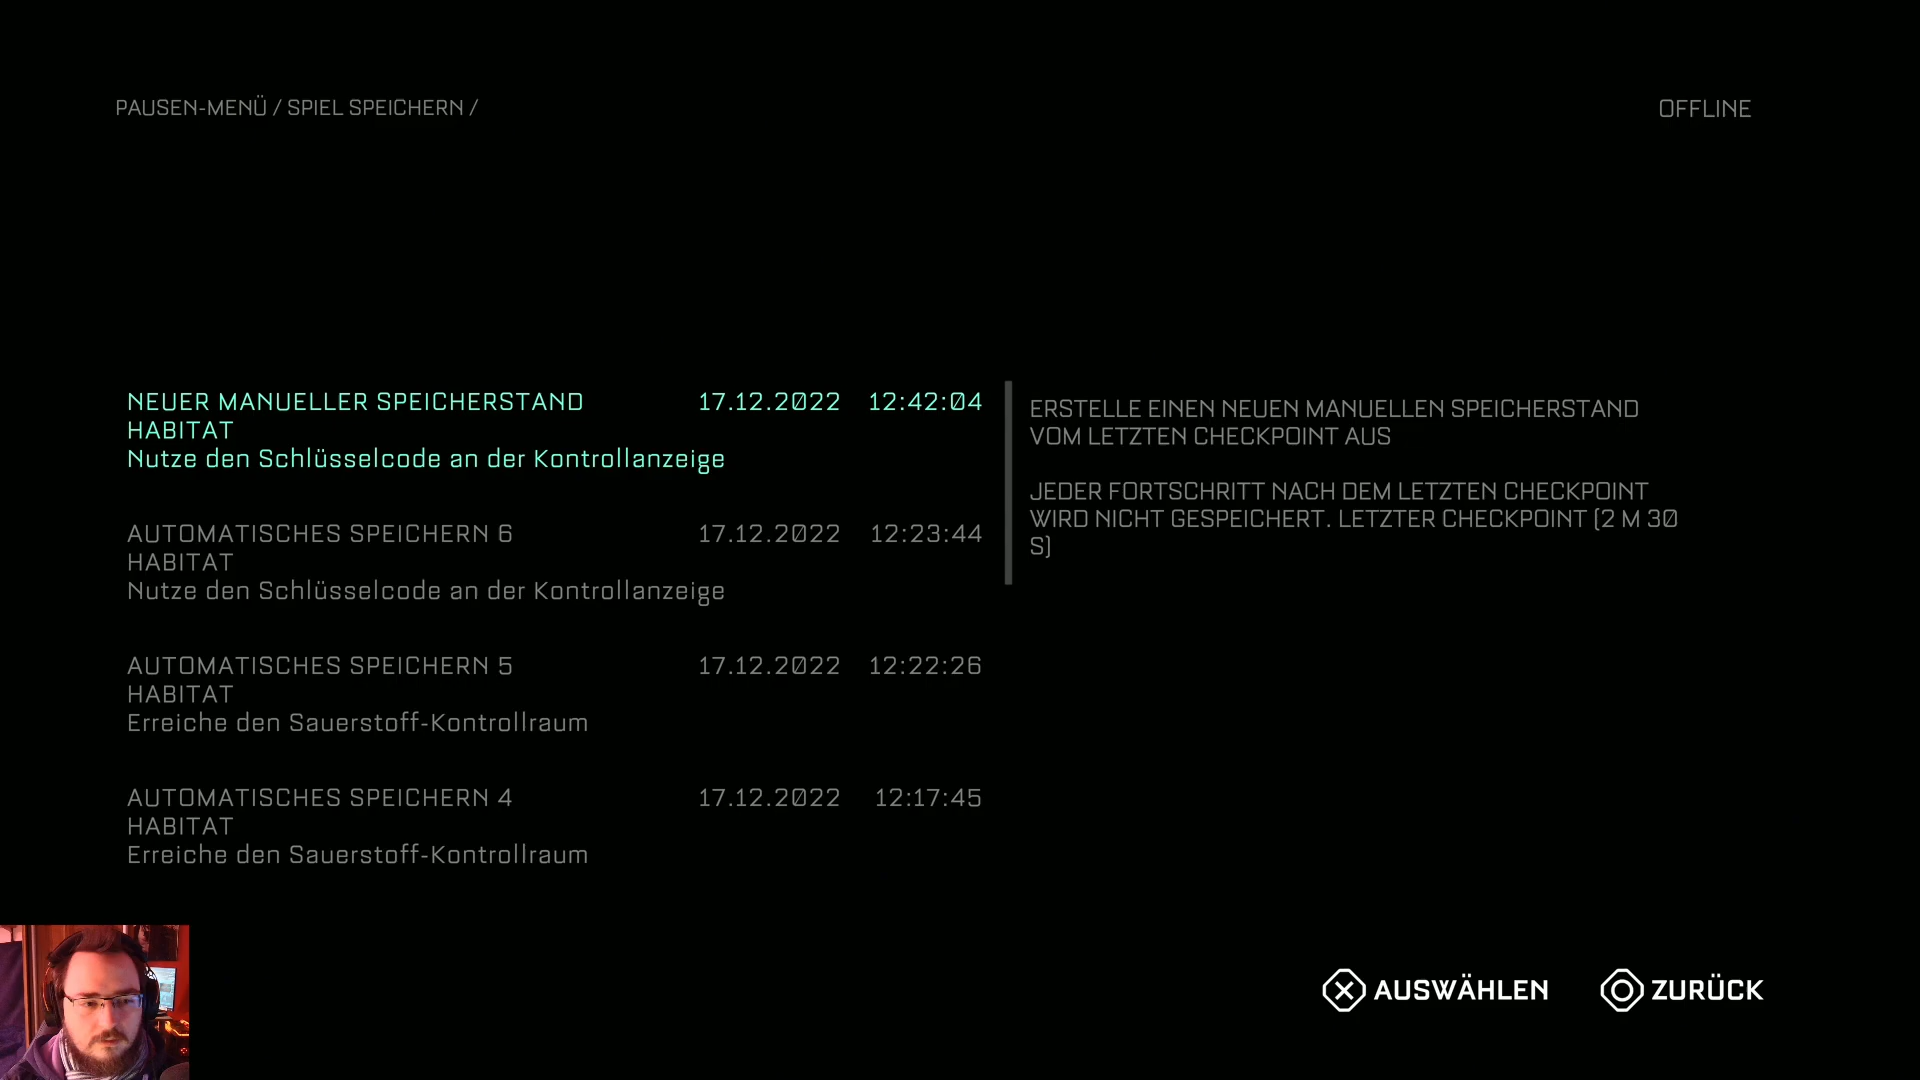 PAUSEN-MENÜ / SPIEL SPEICHERN /
OFFLINE
NEUER MANUELLER SPEICHERSTAND 17.12.2022 12:42:04
HABITAT
Nutze den Schlüsselcode an der Kontrollanzeige
AUTOMATISCHES SPEICHERN 6 17.12.2022 12:23:44
HABITAT
Nutze den Schlüsselcode an der Kontrollanzeige
AUTOMATISCHES SPEICHERN 5 17.12.2022 12:22:26
HABITAT
Erreiche den Sauerstoff-Kontrollraum
AUTOMATISCHES SPEICHERN 4 17.12.2022 12:17:45
HABITAT
Erreiche den Sauerstoff-Kontrollraum
ERSTELLE EINEN NEUEN MANUELLEN SPEICHERSTAND
VOM LETZTEN CHECKPOINT AUS
JEDER FORTSCHRITT NACH DEM LETZTEN CHECKPOINT
WIRD NICHT GESPEICHERT. LETZTER CHECKPOINT (2 M 30
S)
AUSWÄHLEN
ZURÜCK